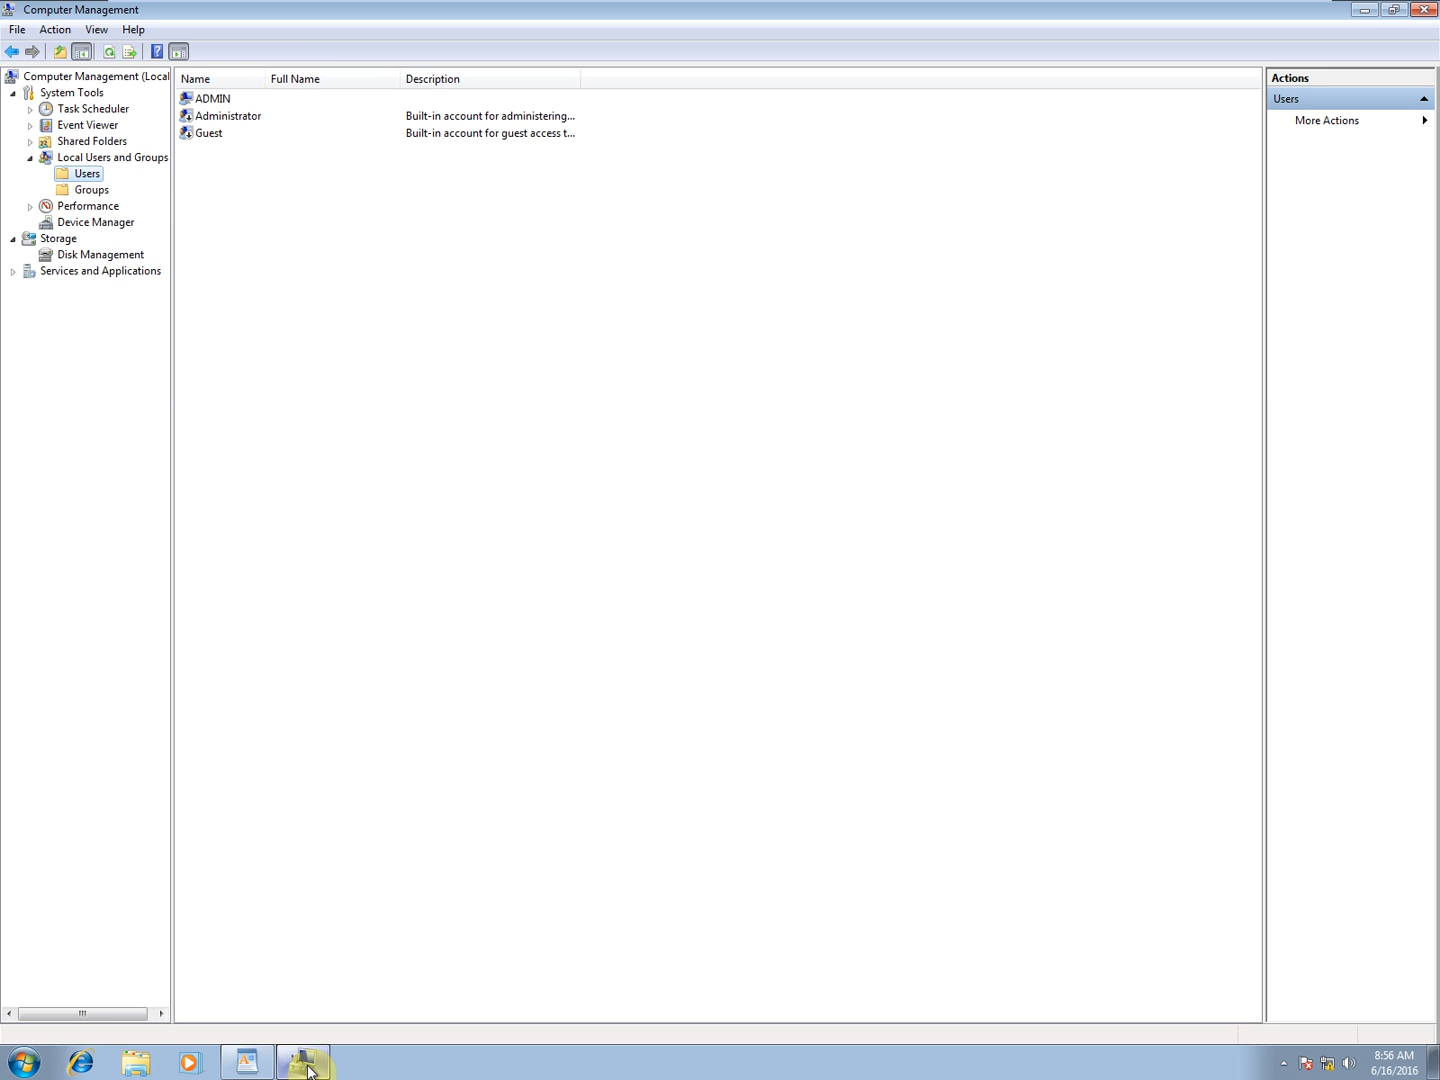 Computer Management
File Action View Help
Computer Management (Local
System Tools
Task Scheduler
Event Viewer
Shared Folders
Local Users and Groups
Users
Groups
Performance
Device Manager
Storage
Disk Management
Services and Applications
Name Full Name Description
ADMIN
Administrator Built-in account for administering...
Guest Built-in account for guest access t...
Actions
Users
More Actions
8:56 AM
6/16/2016